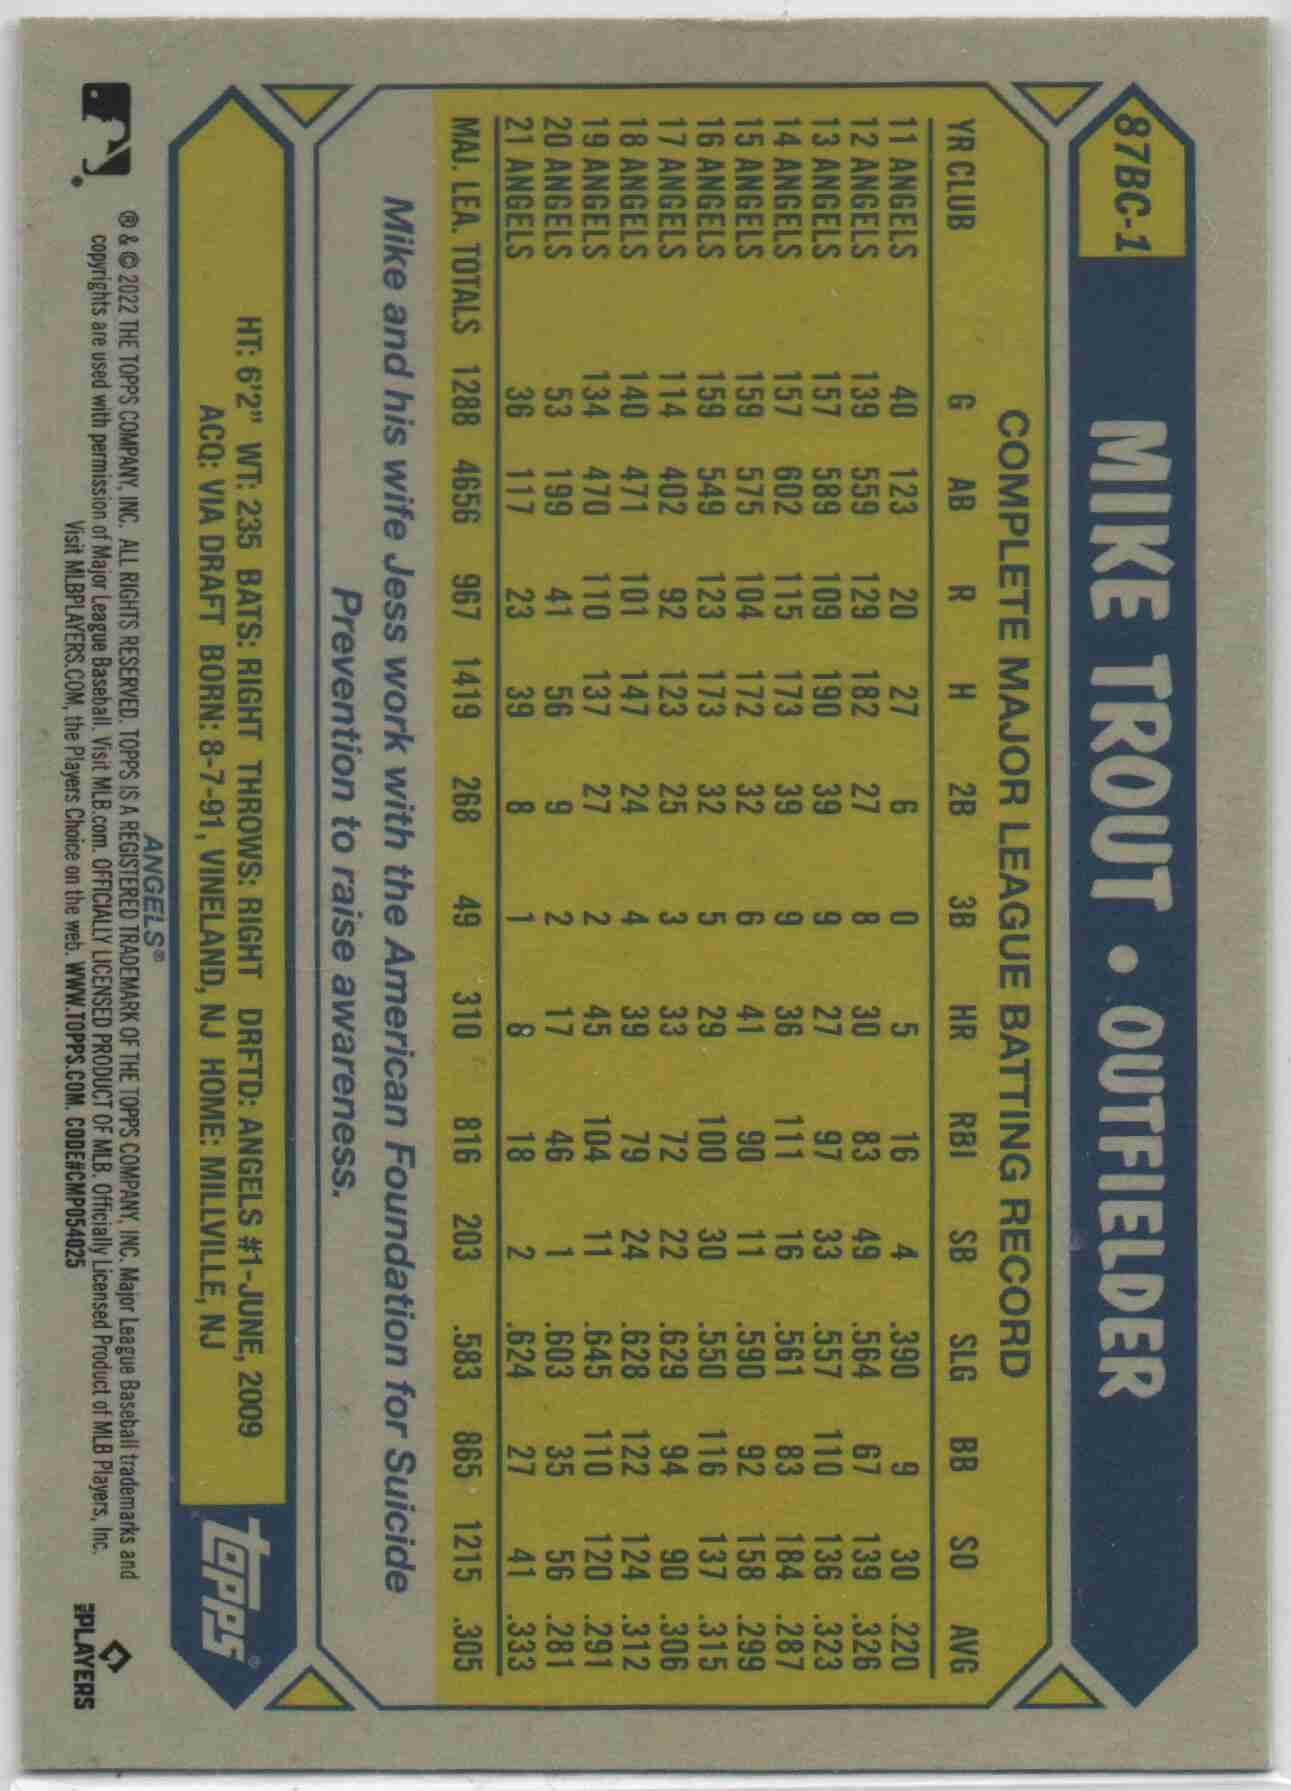 87BC-1 MIKE TROUT • OUTFIELDER
COMPLETE MAJOR LEAGUE BATTING RECORD
YR CLUB G AB R H 2B 3B HR RBI SB SLG BB SO AVG
11 ANGELS 40 123 20 27 6 0 5 16 4 .390 9 30 .220
12 ANGELS 139 559 129 182 27 8 30 83 49 .564 67 139 .326
13 ANGELS 157 589 109 190 39 9 27 97 33 .557 110 136 .323
14 ANGELS 157 602 115 173 39 9 36 111 16 .561 83 184 .287
15 ANGELS 159 575 104 172 32 6 41 90 11 .590 92 158 .299
16 ANGELS 159 549 123 173 32 5 29 100 30 .550 116 137 .315
17 ANGELS 114 402 92 123 25 3 33 72 22 .629 94 90 .306
18 ANGELS 140 471 101 147 24 4 39 79 24 .628 122 124 .312
19 ANGELS 134 470 110 137 27 2 45 104 11 .645 110 120 .291
20 ANGELS 53 199 41 56 9 2 17 46 1 .603 35 56 .281
21 ANGELS 36 117 23 39 8 1 8 18 2 .624 27 41 .333
MAJ. LEA. TOTALS 1288 4656 967 1419 268 49 310 816 203 .583 865 1215 .305
Mike and his wife Jess work with the American Foundation for Suicide
Prevention to raise awareness.
HT: 6'2" WT: 235 BATS: RIGHT THROWS: RIGHT DRFTD: ANGELS #1-JUNE, 2009
ACQ: VIA DRAFT BORN: 8-7-91, VINELAND, NJ HOME: MILLVILLE, NJ
Topps®
ANGELS®
® & © 2022 THE TOPPS COMPANY, INC. ALL RIGHTS RESERVED. TOPPS IS A REGISTERED TRADEMARK OF THE TOPPS COMPANY, INC. Major League Baseball trademarks and
copyrights are used with permission of Major League Baseball. Visit MLB.com. OFFICIALLY LICENSED PRODUCT OF MLB. Officially Licensed Product of MLB Players, Inc.
Visit MLBPLAYERS.COM, the Players Choice on the web. WWW.TOPPS.COM. CODE#CMP054025
MLB PLAYERS